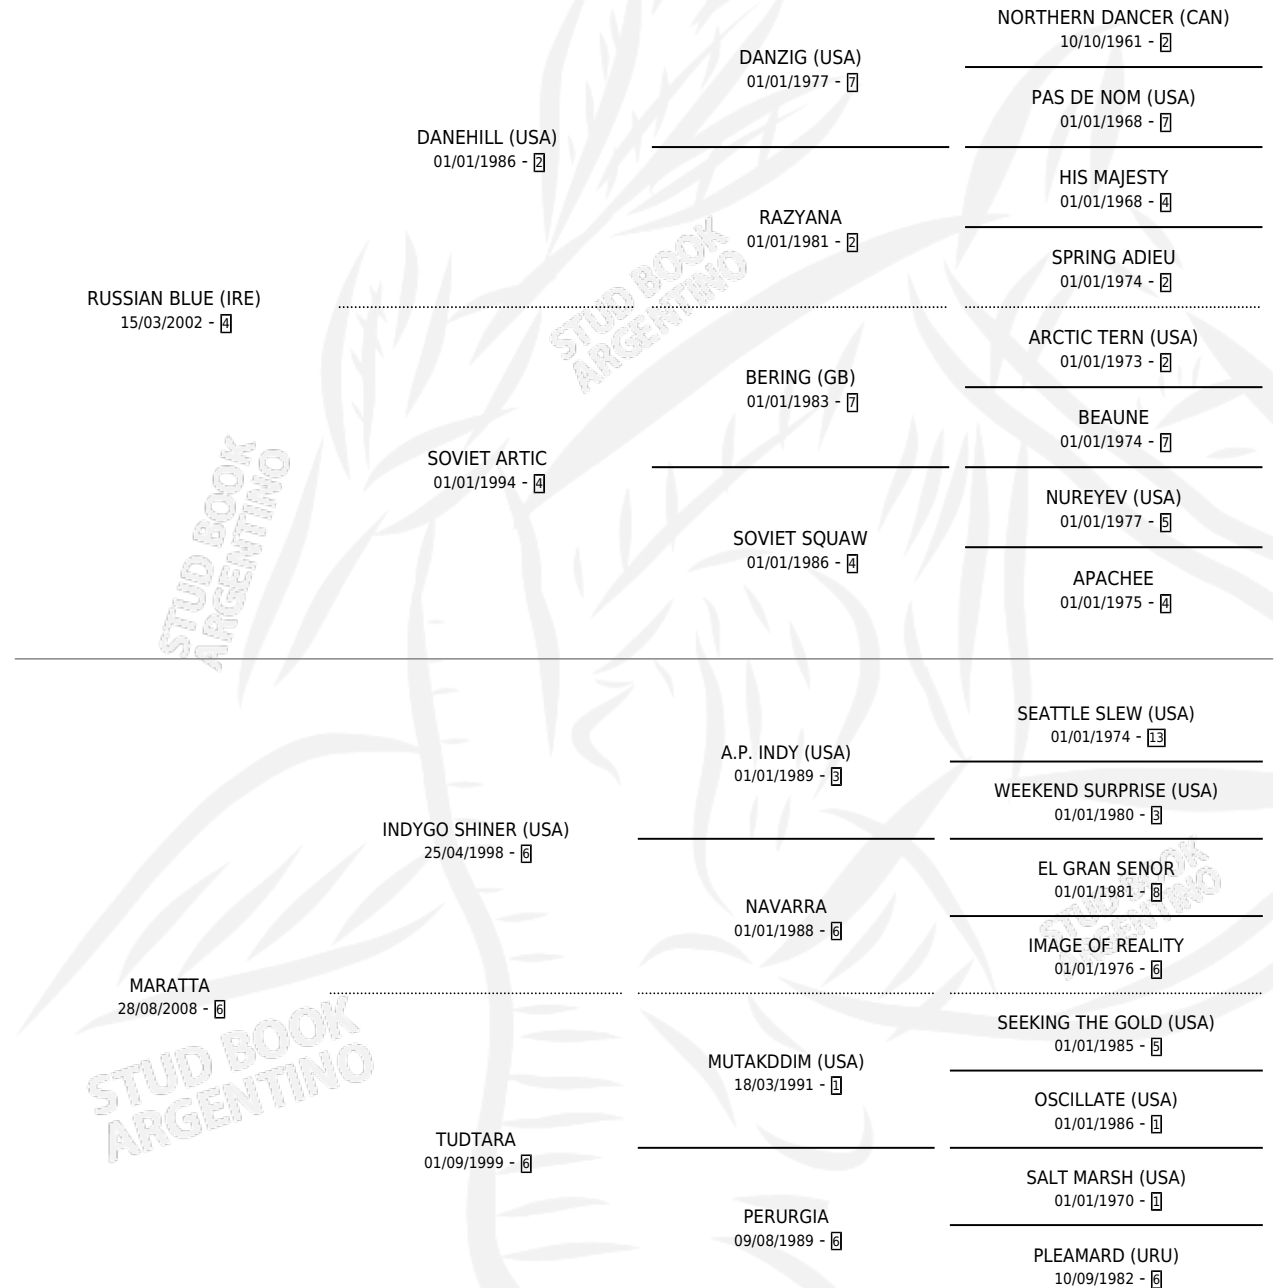 NORTHERN DANCER (CAN)
10/10/1961 - 2
DANZIG (USA)
01/01/1977 - 7
PAS DE NOM (USA)
01/01/1968 - 7
DANEHILL (USA)
01/01/1986 - 2
HIS MAJESTY
01/01/1968 - 4
RAZYANA
01/01/1981 - 2
SPRING ADIEU
01/01/1974 - 2
RUSSIAN BLUE (IRE)
15/03/2002 - 4
STUD BOOK
ARGENTINO
ARCTIC TERN (USA)
01/01/1973 - 2
BERING (GB)
01/01/1983 - 7
BEAUNE
01/01/1974 - 7
SOVIET ARTIC
01/01/1994 - 4
NUREYEV (USA)
01/01/1977 - 5
SOVIET SQUAW
01/01/1986 - 4
APACHEE
01/01/1975 - 4
STUD BOOK
ARGENTINO
SEATTLE SLEW (USA)
01/01/1974 - 13
A.P. INDY (USA)
01/01/1989 - 3
WEEKEND SURPRISE (USA)
01/01/1980 - 3
INDYGO SHINER (USA)
25/04/1998 - 6
EL GRAN SENOR
01/01/1981 - 8
NAVARRA
01/01/1988 - 6
STUD BOOK
ARGENTINO
IMAGE OF REALITY
01/01/1976 - 6
MARATTA
28/08/2008 - 6
STUD BOOK
ARGENTINO
SEEKING THE GOLD (USA)
01/01/1985 - 5
MUTAKDDIM (USA)
18/03/1991 - 1
OSCILLATE (USA)
01/01/1986 - 1
TUDTARA
01/09/1999 - 6
SALT MARSH (USA)
01/01/1970 - 1
PERURGIA
09/08/1989 - 6
PLEAMARD (URU)
10/09/1982 - 6